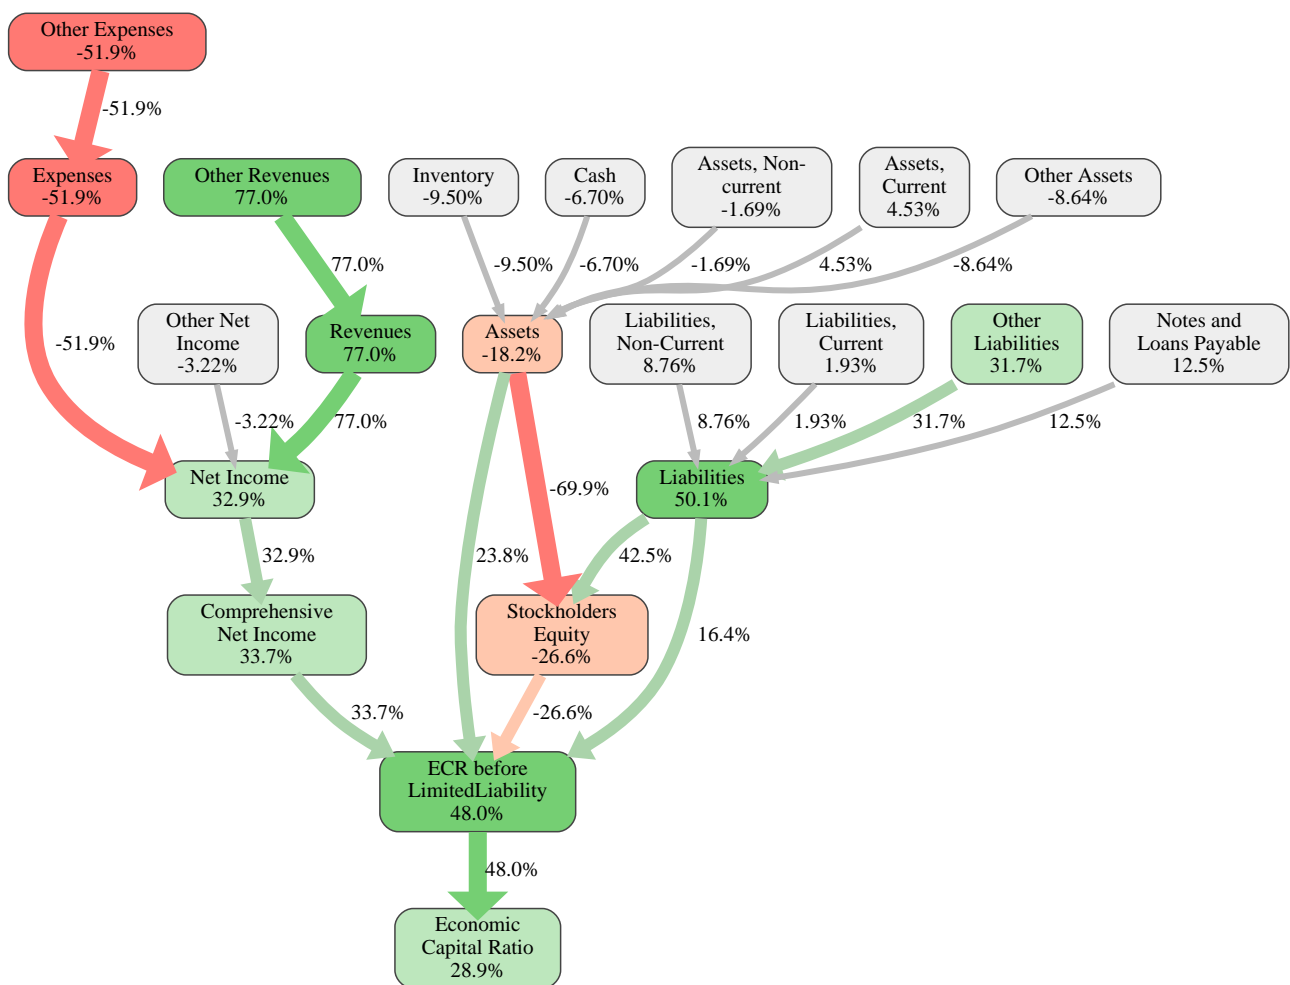 Other Expenses
-51.9%
-51.9%
Expenses
-51.9%
Other Revenues
77.0%
Inventory
-9.50%
Cash
-6.70%
Assets, Non-
current
-1.69%
Assets,
Current
4.53%
Other Assets
-8.64%
77.0%
-9.50%
-6.70%
-1.69%
4.53%
-8.64%
-51.9%
Other Net
Income
-3.22%
Revenues
77.0%
Assets
-18.2%
Liabilities,
Non-Current
8.76%
Liabilities,
Current
1.93%
Other
Liabilities
31.7%
Notes and
Loans Payable
12.5%
-3.22%
77.0%
8.76%
1.93%
31.7%
12.5%
Net Income
32.9%
-69.9%
Liabilities
50.1%
32.9%
23.8%
42.5%
Comprehensive
Net Income
33.7%
Stockholders
Equity
-26.6%
16.4%
33.7%
-26.6%
ECR before
LimitedLiability
48.0%
48.0%
Economic
Capital Ratio
28.9%